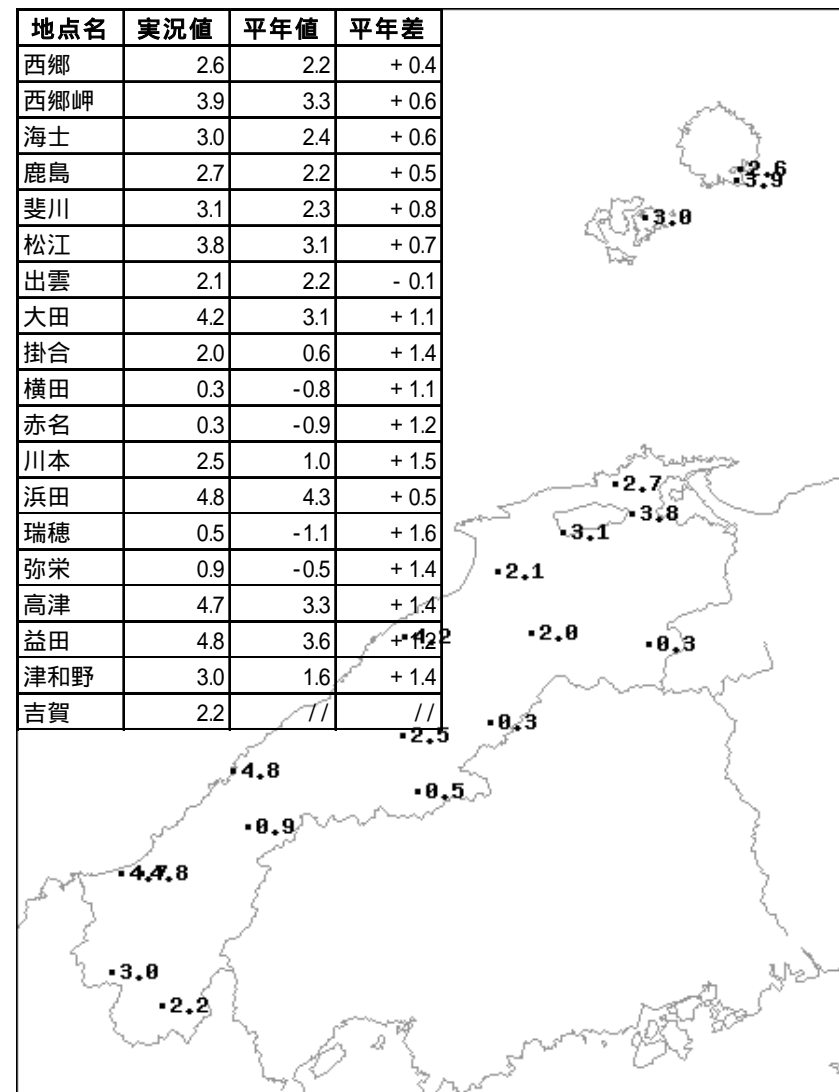 地点名 実況値 平年値 平年差
西郷 2.6 2.2 + 0.4
西郷岬 3.9 3.3 + 0.6
海士 3.0 2.4 + 0.6
鹿島 2.7 2.2 + 0.5
斐川 3.1 2.3 + 0.8
松江 3.8 3.1 + 0.7
出雲 2.1 2.2 - 0.1
大田 4.2 3.1 + 1.1
掛合 2.0 0.6 + 1.4
横田 0.3 -0.8 + 1.1
赤名 0.3 -0.9 + 1.2
川本 2.5 1.0 + 1.5
浜田 4.8 4.3 + 0.5
瑞穂 0.5 -1.1 + 1.6
弥栄 0.9 -0.5 + 1.4
高津 4.7 3.3 + 1.4
益田 4.8 3.6 + 1.2
津和野 3.0 1.6 + 1.4
吉賀 2.2 // //
2.6
3.9
3.0
2.7
3.8
3.1
2.1
4.2
2.0
0.3
0.3
2.5
4.8
0.5
0.9
4.7
4.8
3.0
2.2